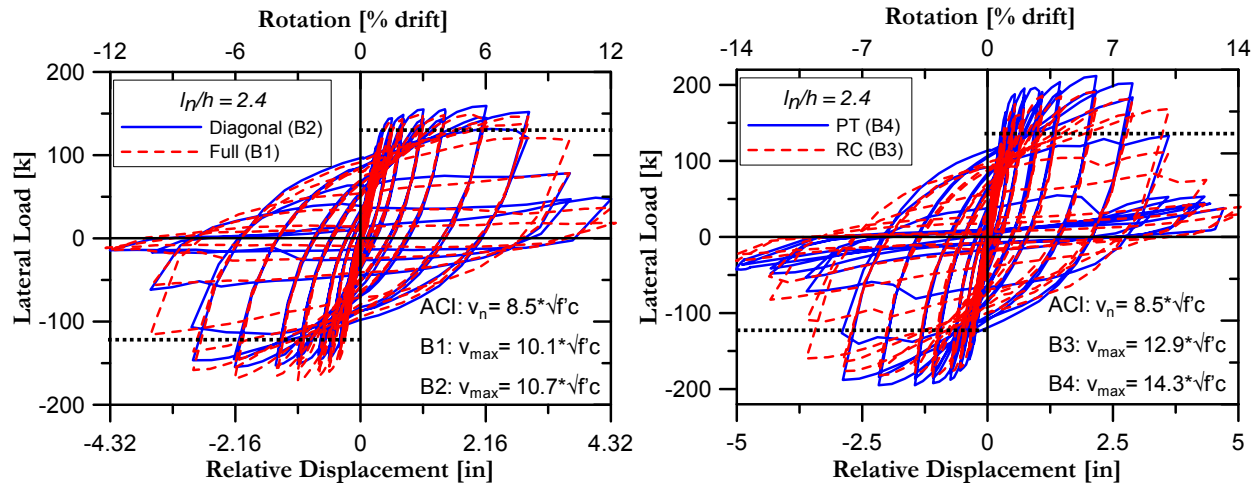 Rotation [% drift]
-12 -6 0 6 12
200
100
0
-100
-200
Lateral Load [k]
ln/h = 2.4
Diagonal (B2)
Full (B1)
ACI: vn = 8.5*√f'c
B1: vmax= 10.1*√f'c
B2: vmax= 10.7*√f'c
-4.32 -2.16 0 2.16 4.32
Relative Displacement [in]
Rotation [% drift]
-14 -7 0 7 14
200
100
0
-100
-200
Lateral Load [k]
ln/h = 2.4
PT (B4)
RC (B3)
ACI: vn = 8.5*√f'c
B3: vmax= 12.9*√f'c
B4: vmax= 14.3*√f'c
-5 -2.5 0 2.5 5
Relative Displacement [in]